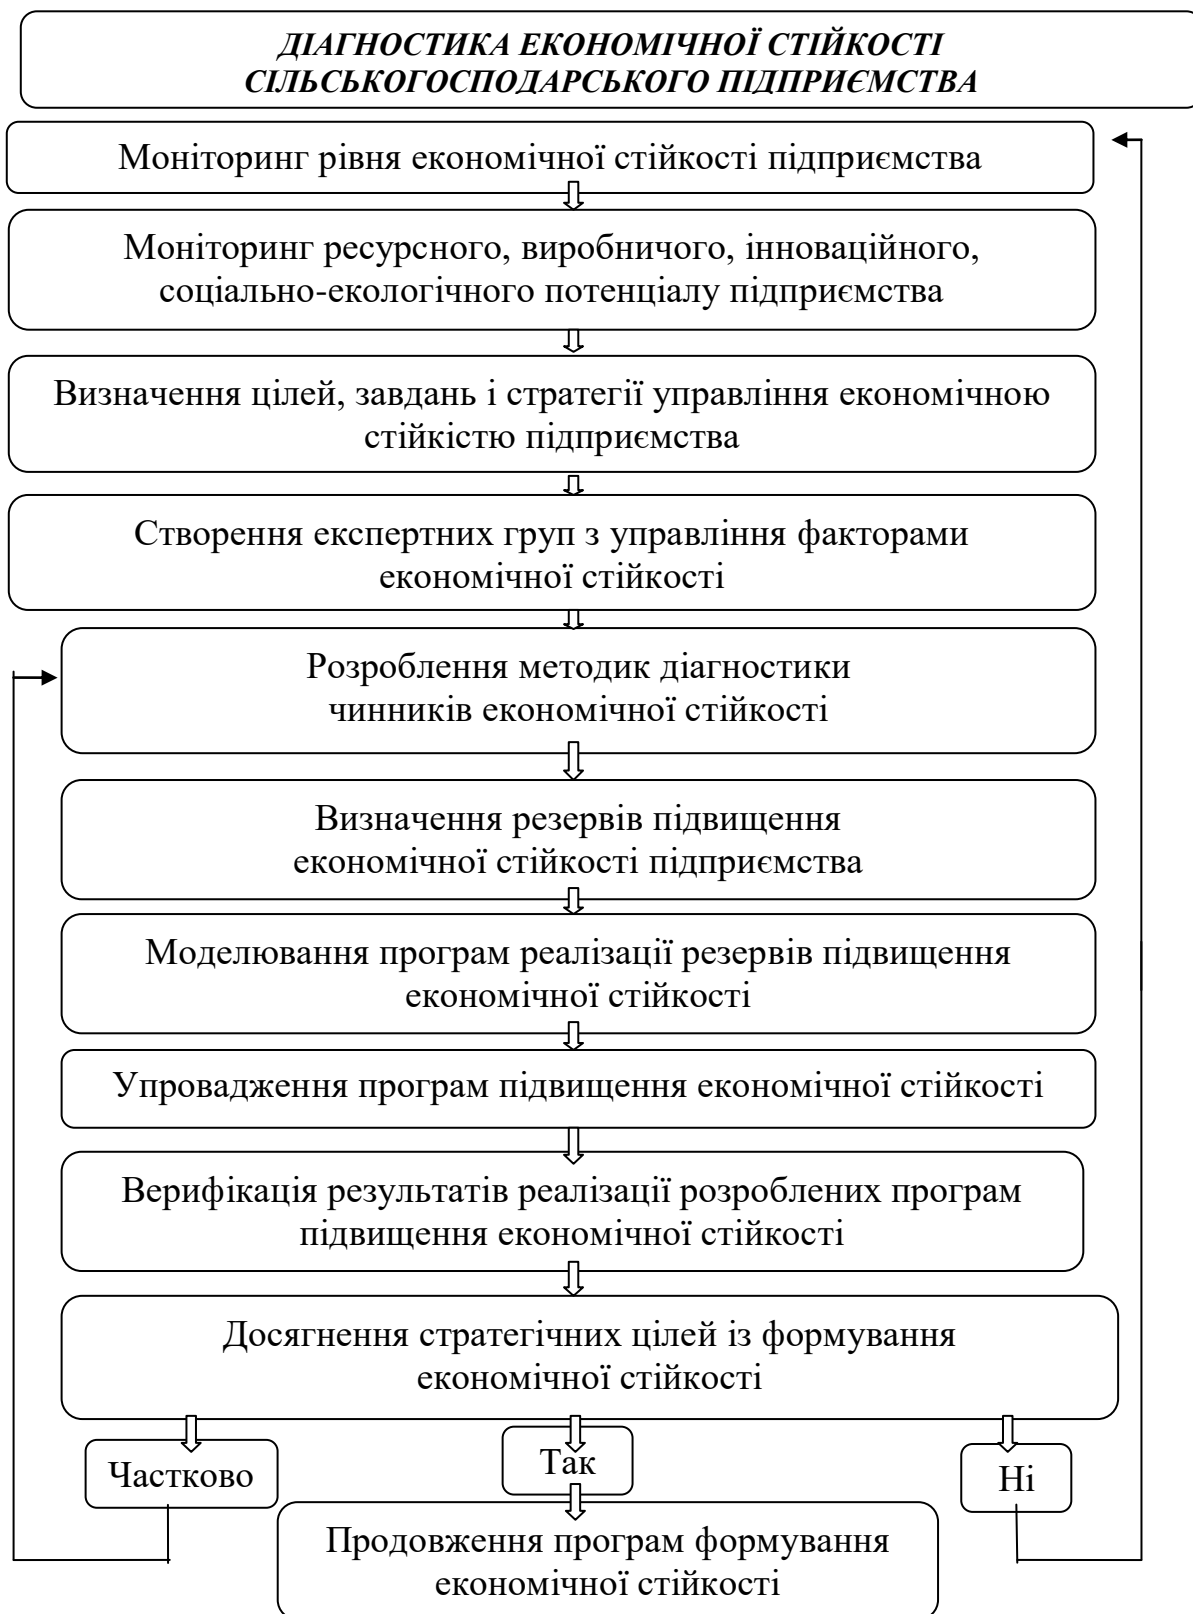 ДІАГНОСТИКА ЕКОНОМІЧНОЇ СТІЙКОСТІ
СІЛЬСЬКОГОСПОДАРСЬКОГО ПІДПРИЄМСТВА
Моніторинг рівня економічної стійкості підприємства
Моніторинг ресурсного, виробничого, інноваційного,
соціально-екологічного потенціалу підприємства
Визначення цілей, завдань і стратегії управління економічною
стійкістю підприємства
Створення експертних груп з управління факторами
економічної стійкості
Розроблення методик діагностики
чинників економічної стійкості
Визначення резервів підвищення
економічної стійкості підприємства
Моделювання програм реалізації резервів підвищення
економічної стійкості
Упровадження програм підвищення економічної стійкості
Верифікація результатів реалізації розроблених програм
підвищення економічної стійкості
Досягнення стратегічних цілей із формування
економічної стійкості
Частково
Так
Ні
Продовження програм формування
економічної стійкості